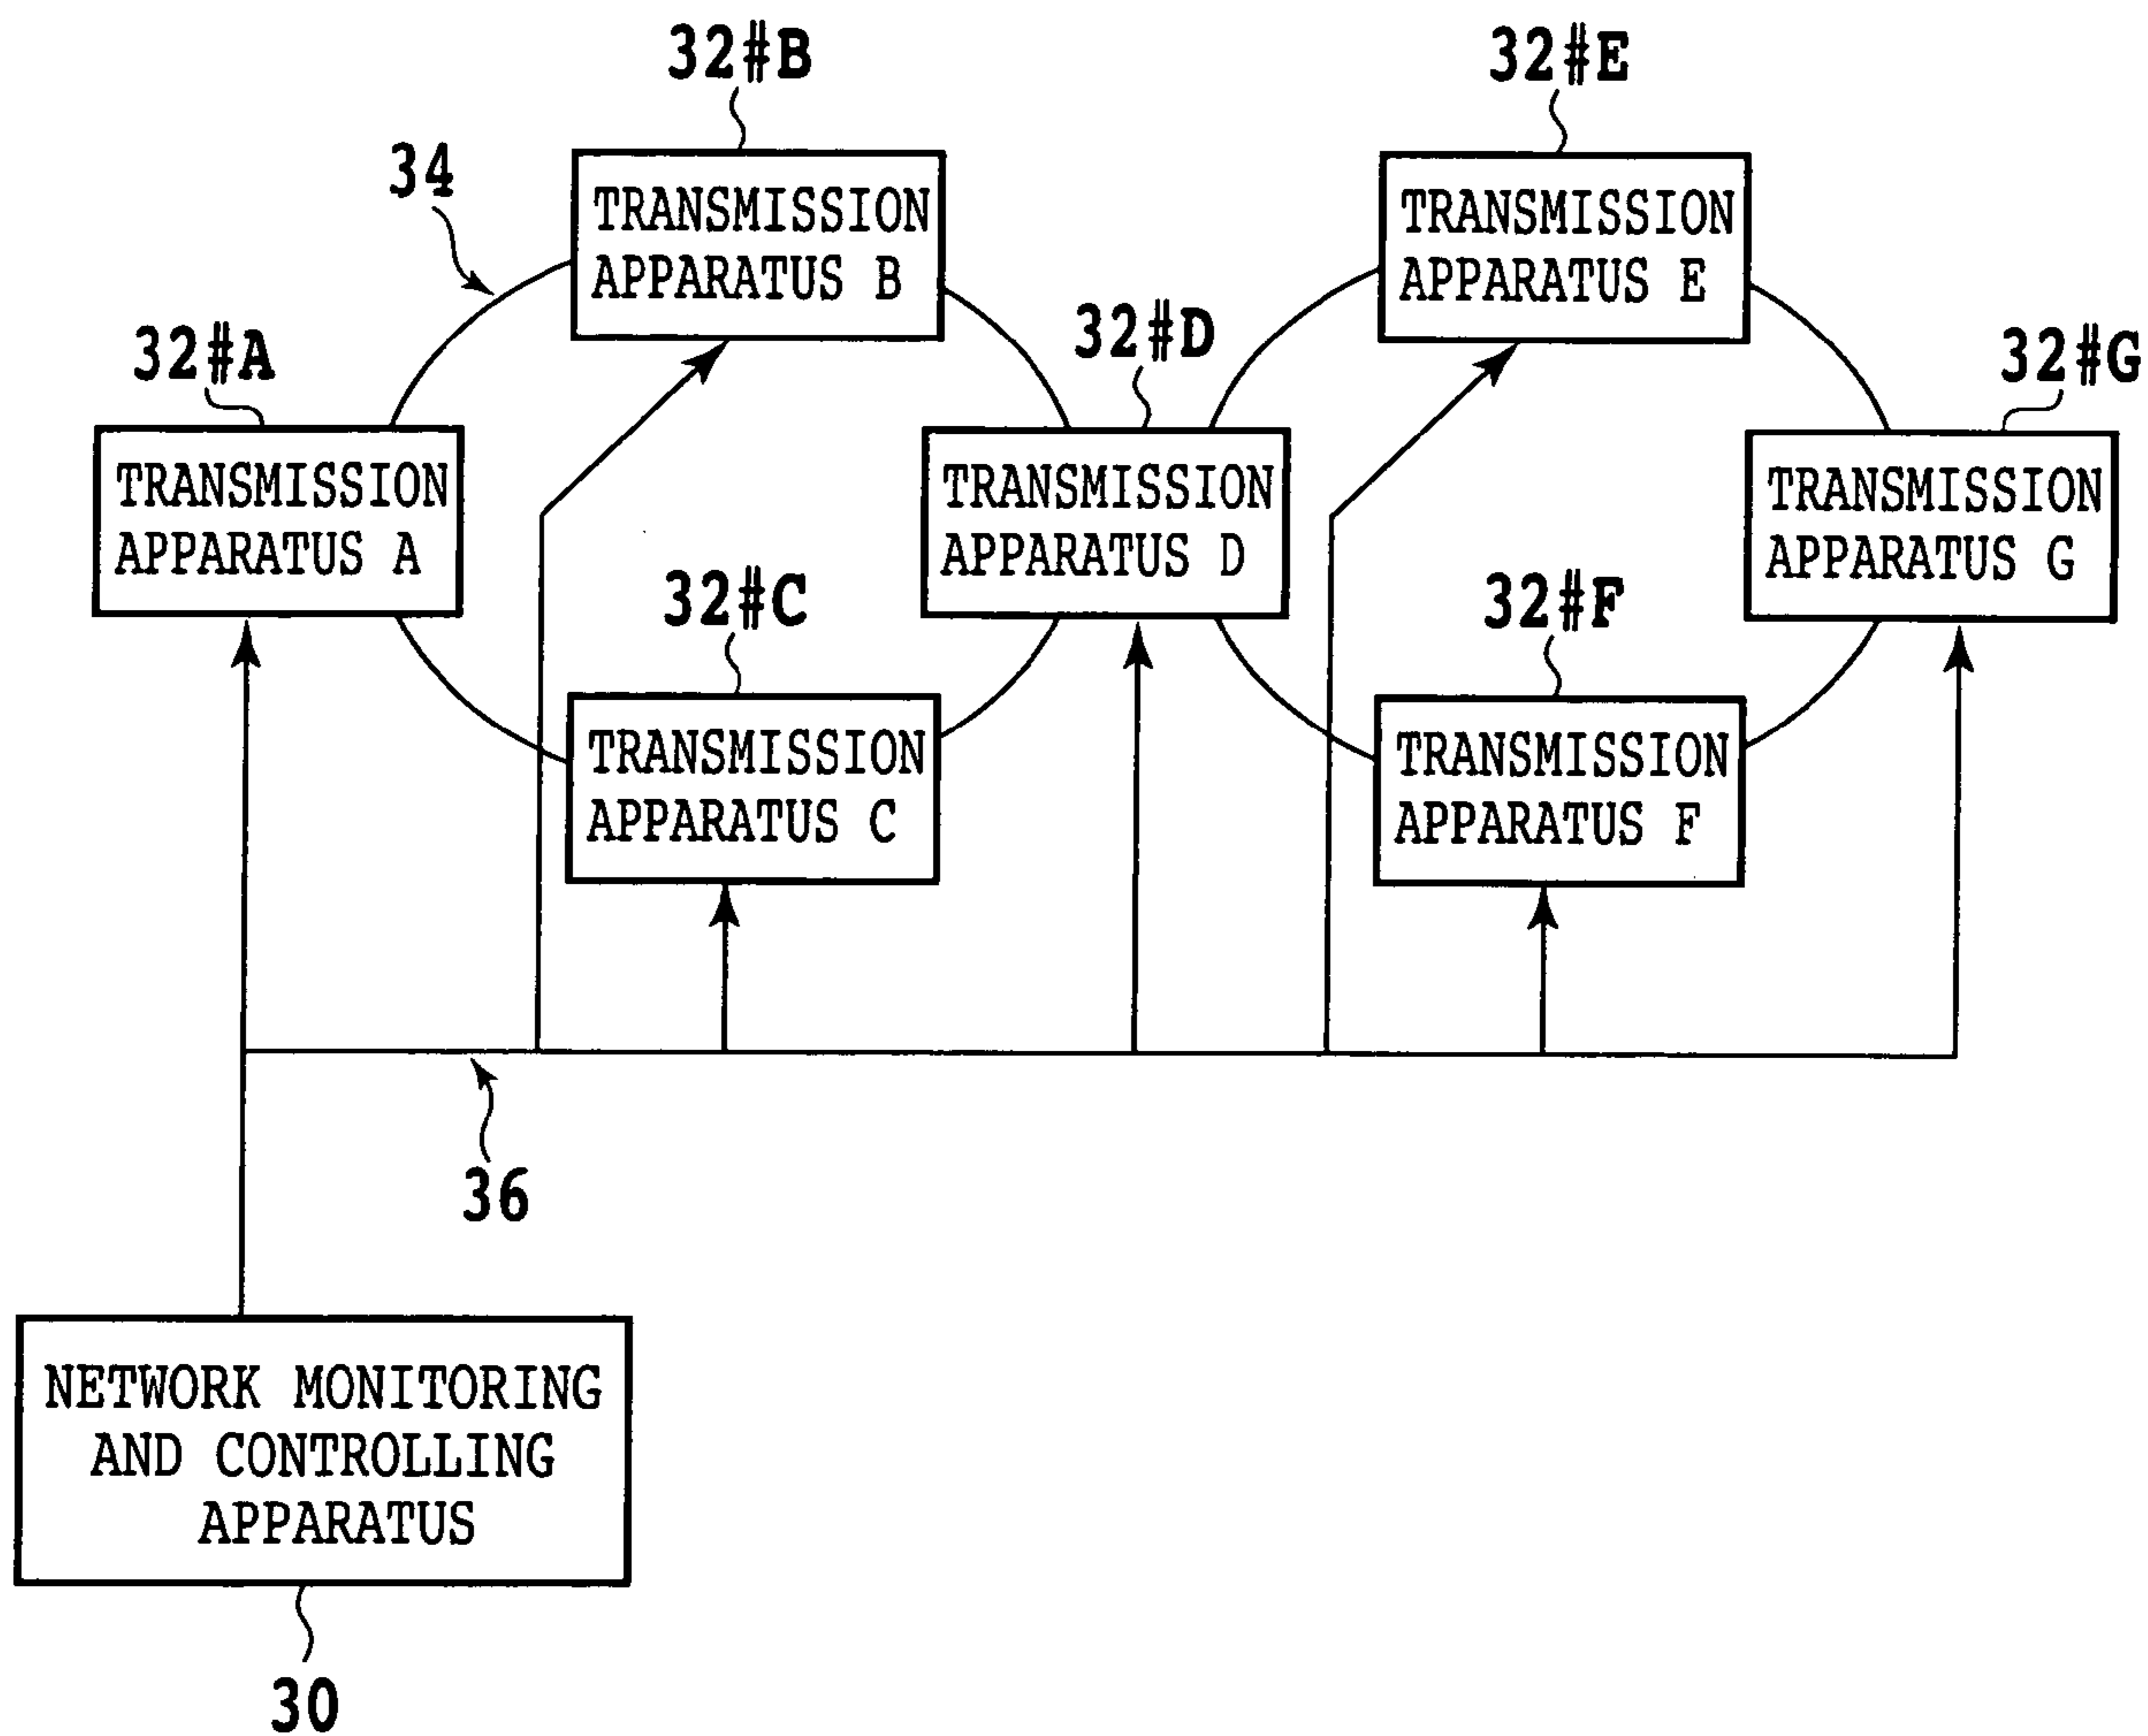 32#B
32#E
34
TRANSMISSION
APPARATUS B
TRANSMISSION
APPARATUS E
32#A
32#D
32#G
TRANSMISSION
APPARATUS A
TRANSMISSION
APPARATUS D
TRANSMISSION
APPARATUS G
32#C
32#F
TRANSMISSION
APPARATUS C
TRANSMISSION
APPARATUS F
36
NETWORK MONITORING
AND CONTROLLING
APPARATUS
30